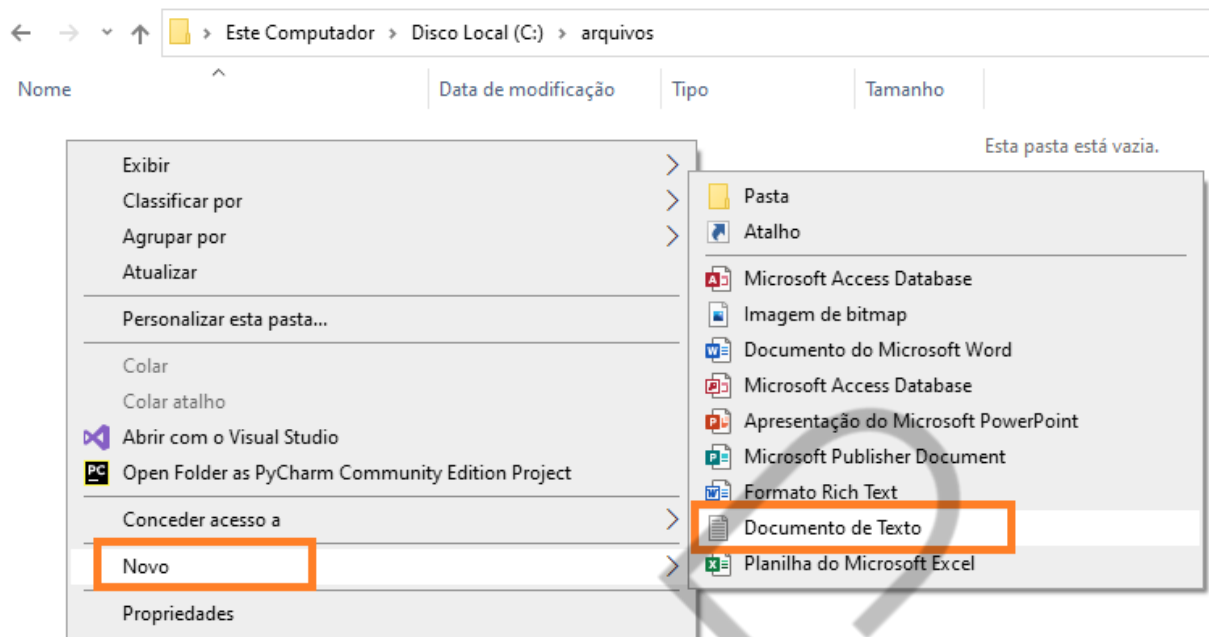 Este Computador > Disco Local (C:) > arquivos
Nome Data de modificação Tipo Tamanho
Esta pasta está vazia.
Exibir
Classificar por
Agrupar por
Atualizar
Personalizar esta pasta...
Colar
Colar atalho
Abrir com o Visual Studio
PC Open Folder as PyCharm Community Edition Project
Conceder acesso a
Novo
Propriedades
Pasta
Atalho
Microsoft Access Database
Imagem de bitmap
Documento do Microsoft Word
Microsoft Access Database
Apresentação do Microsoft PowerPoint
Microsoft Publisher Document
Formato Rich Text
Documento de Texto
Planilha do Microsoft Excel